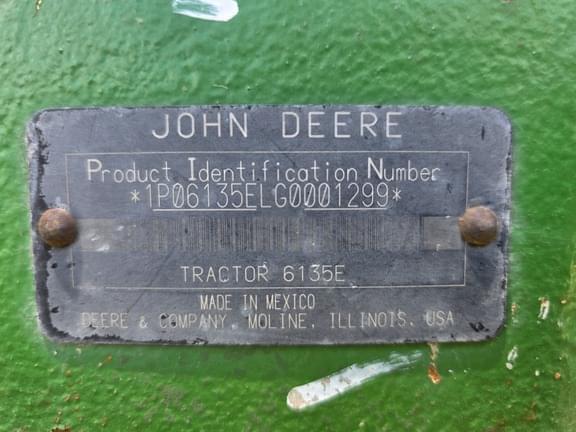 JOHN DEERE
Product Identification Number
*1P06135ELG0001299*
TRACTOR 6135E
MADE IN MEXICO
DEERE & COMPANY, MOLINE, ILLINOIS, USA